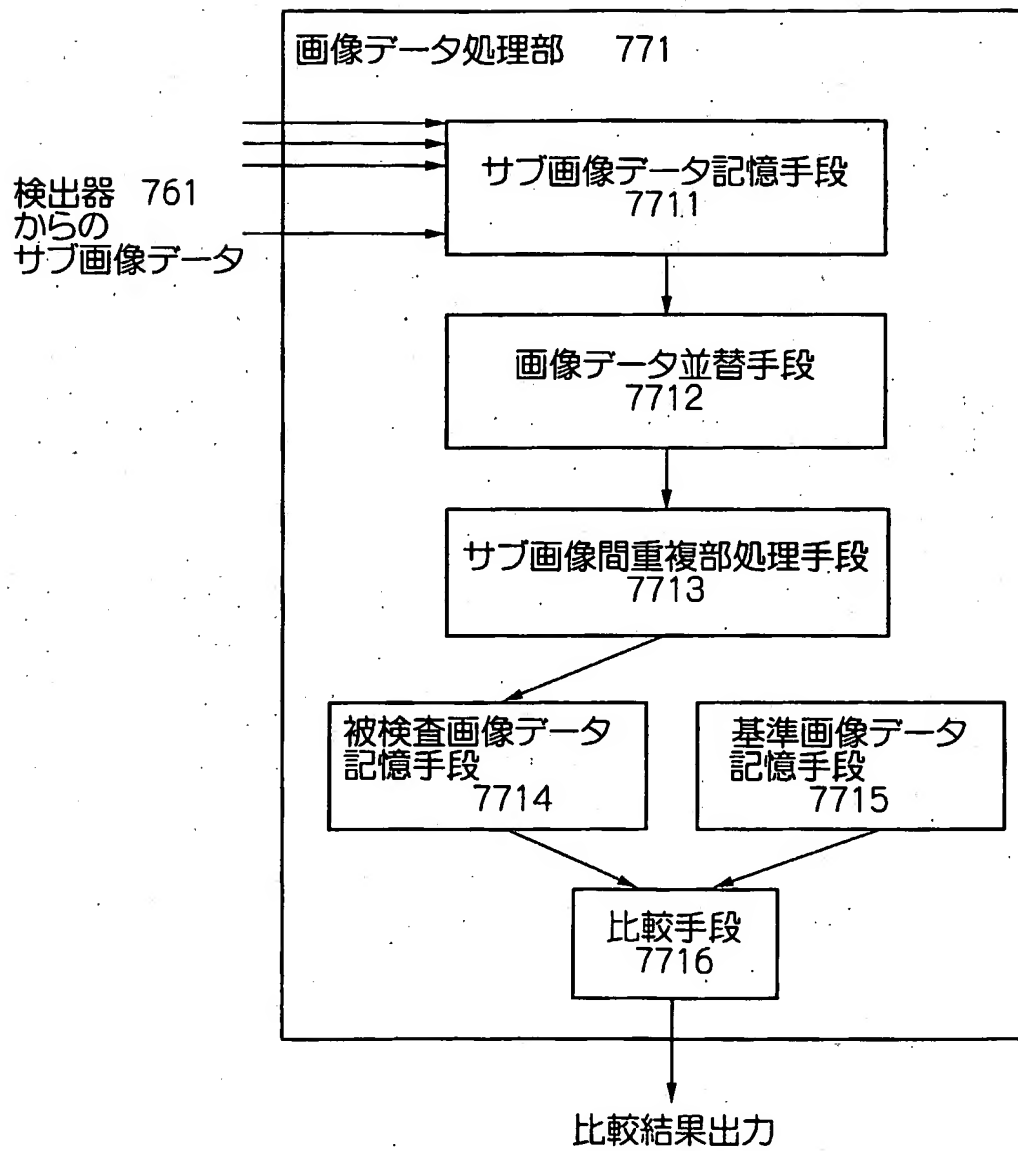 画像データ処理部 771
サブ画像データ記憶手段
7711
検出器 761
からの
サブ画像データ
画像データ並替手段
7712
サブ画像間重複部処理手段
7713
被検査画像データ
記憶手段
7714
基準画像データ
記憶手段
7715
比較手段
7716
比較結果出力